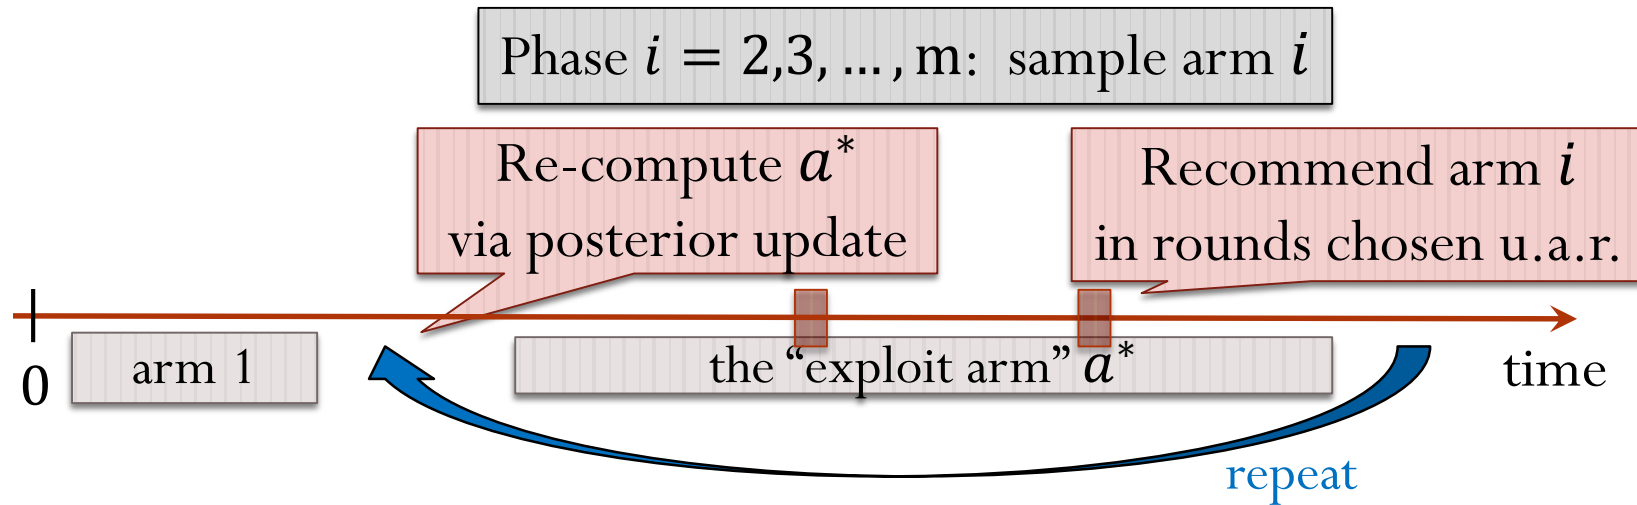 Phase i = 2,3, … , m: sample arm i
Re-compute a*
via posterior update
Recommend arm i
in rounds chosen u.a.r.
0
arm 1
the “exploit arm” a*
time
repeat